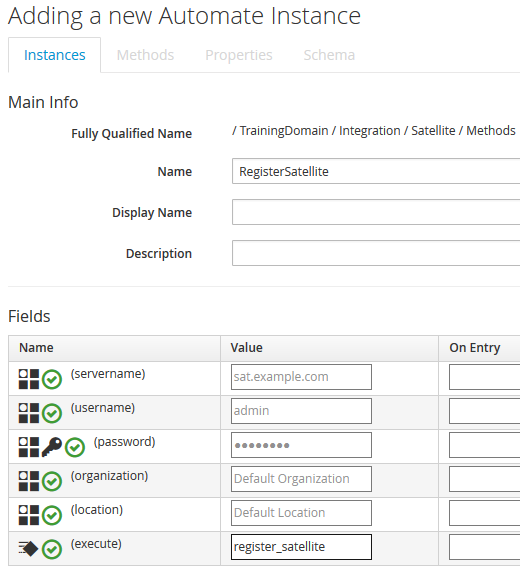 Adding a new Automate Instance
Instances Methods Properties Schema
Main Info
Fully Qualified Name / TrainingDomain / Integration / Satellite / Methods
Name RegisterSatellite
Display Name
Description
Fields
Name Value On Entry
(servername) sat.example.com
(username) admin
(password) ●●●●●●●●
(organization) Default Organization
(location) Default Location
(execute) register_satellite